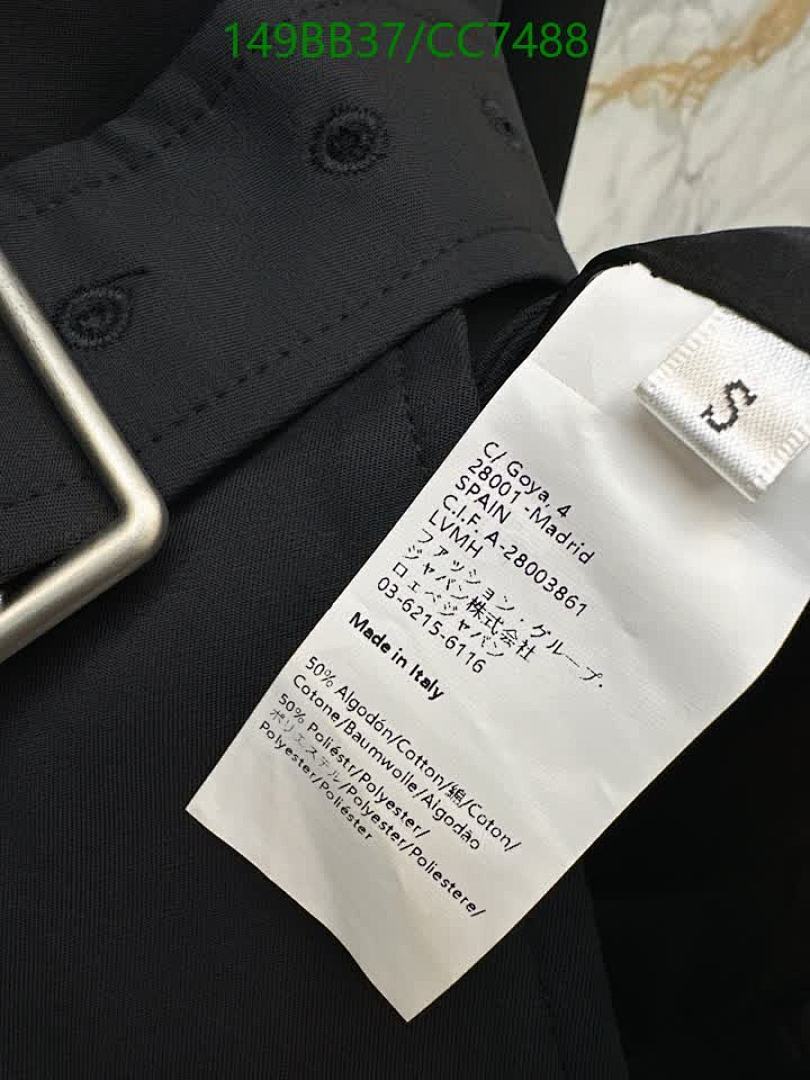 149BB37/CC7488
S
C/ Goya, 4
28001 -Madrid
SPAIN
C.I.F. A-28003861
LVMH
ファッション・グループ.
ジャパン株式会社
ロエベジャパン
03-6215-6116
Made in Italy
50% Algodón/Cotton/綿/Coton/
Cotone/Baumwolle/Algodão
50% Poliéstr/Polyester/
ポリエステル/Polyester/Poliestere/
Polyester/Poliéster